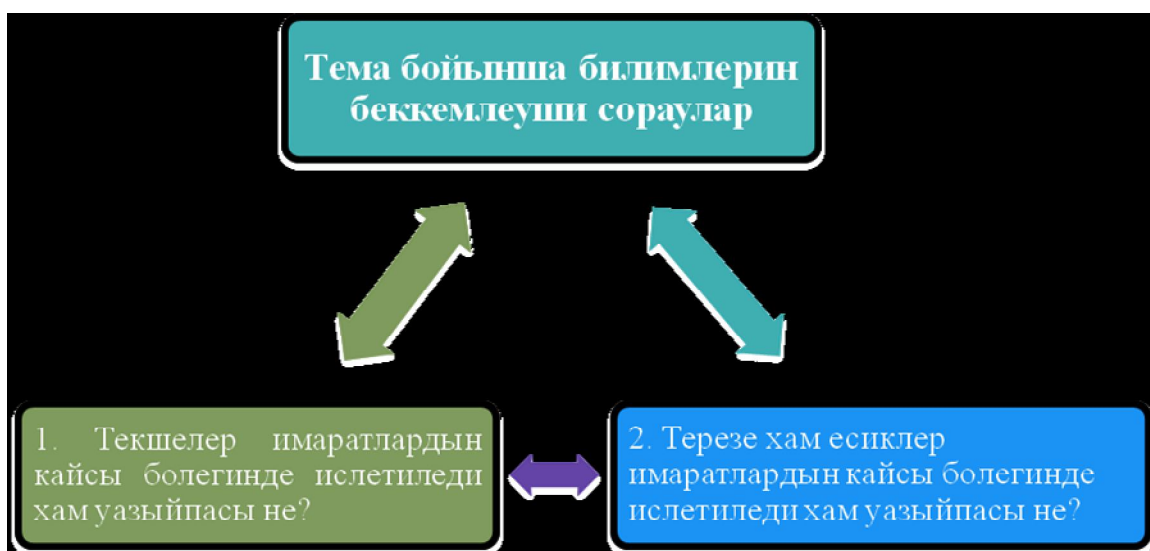 Тема бойынша билимлерин
беккемлеуши сораулар
1. Текшелер имаратлардын
кайсы болегинде ислетиледи
хам уазыйпасы не?
2. Терезе хам есиклер
имаратлардын кайсы болегинде
ислетиледи хам уазыйпасы не?